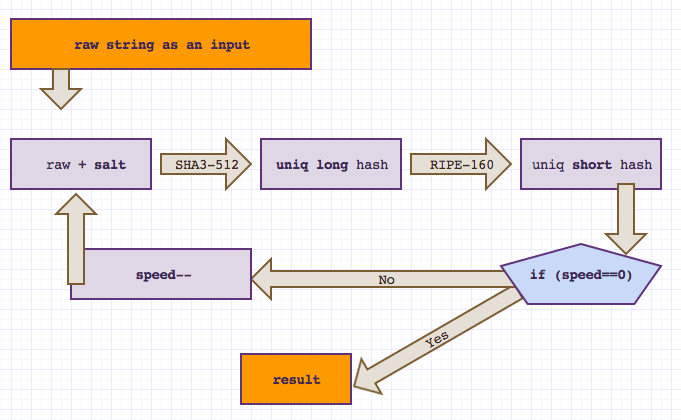 raw string as an input
raw + salt
SHA3-512
uniq long hash
RIPE-160
uniq short hash
speed--
No
if (speed==0)
Yes
result